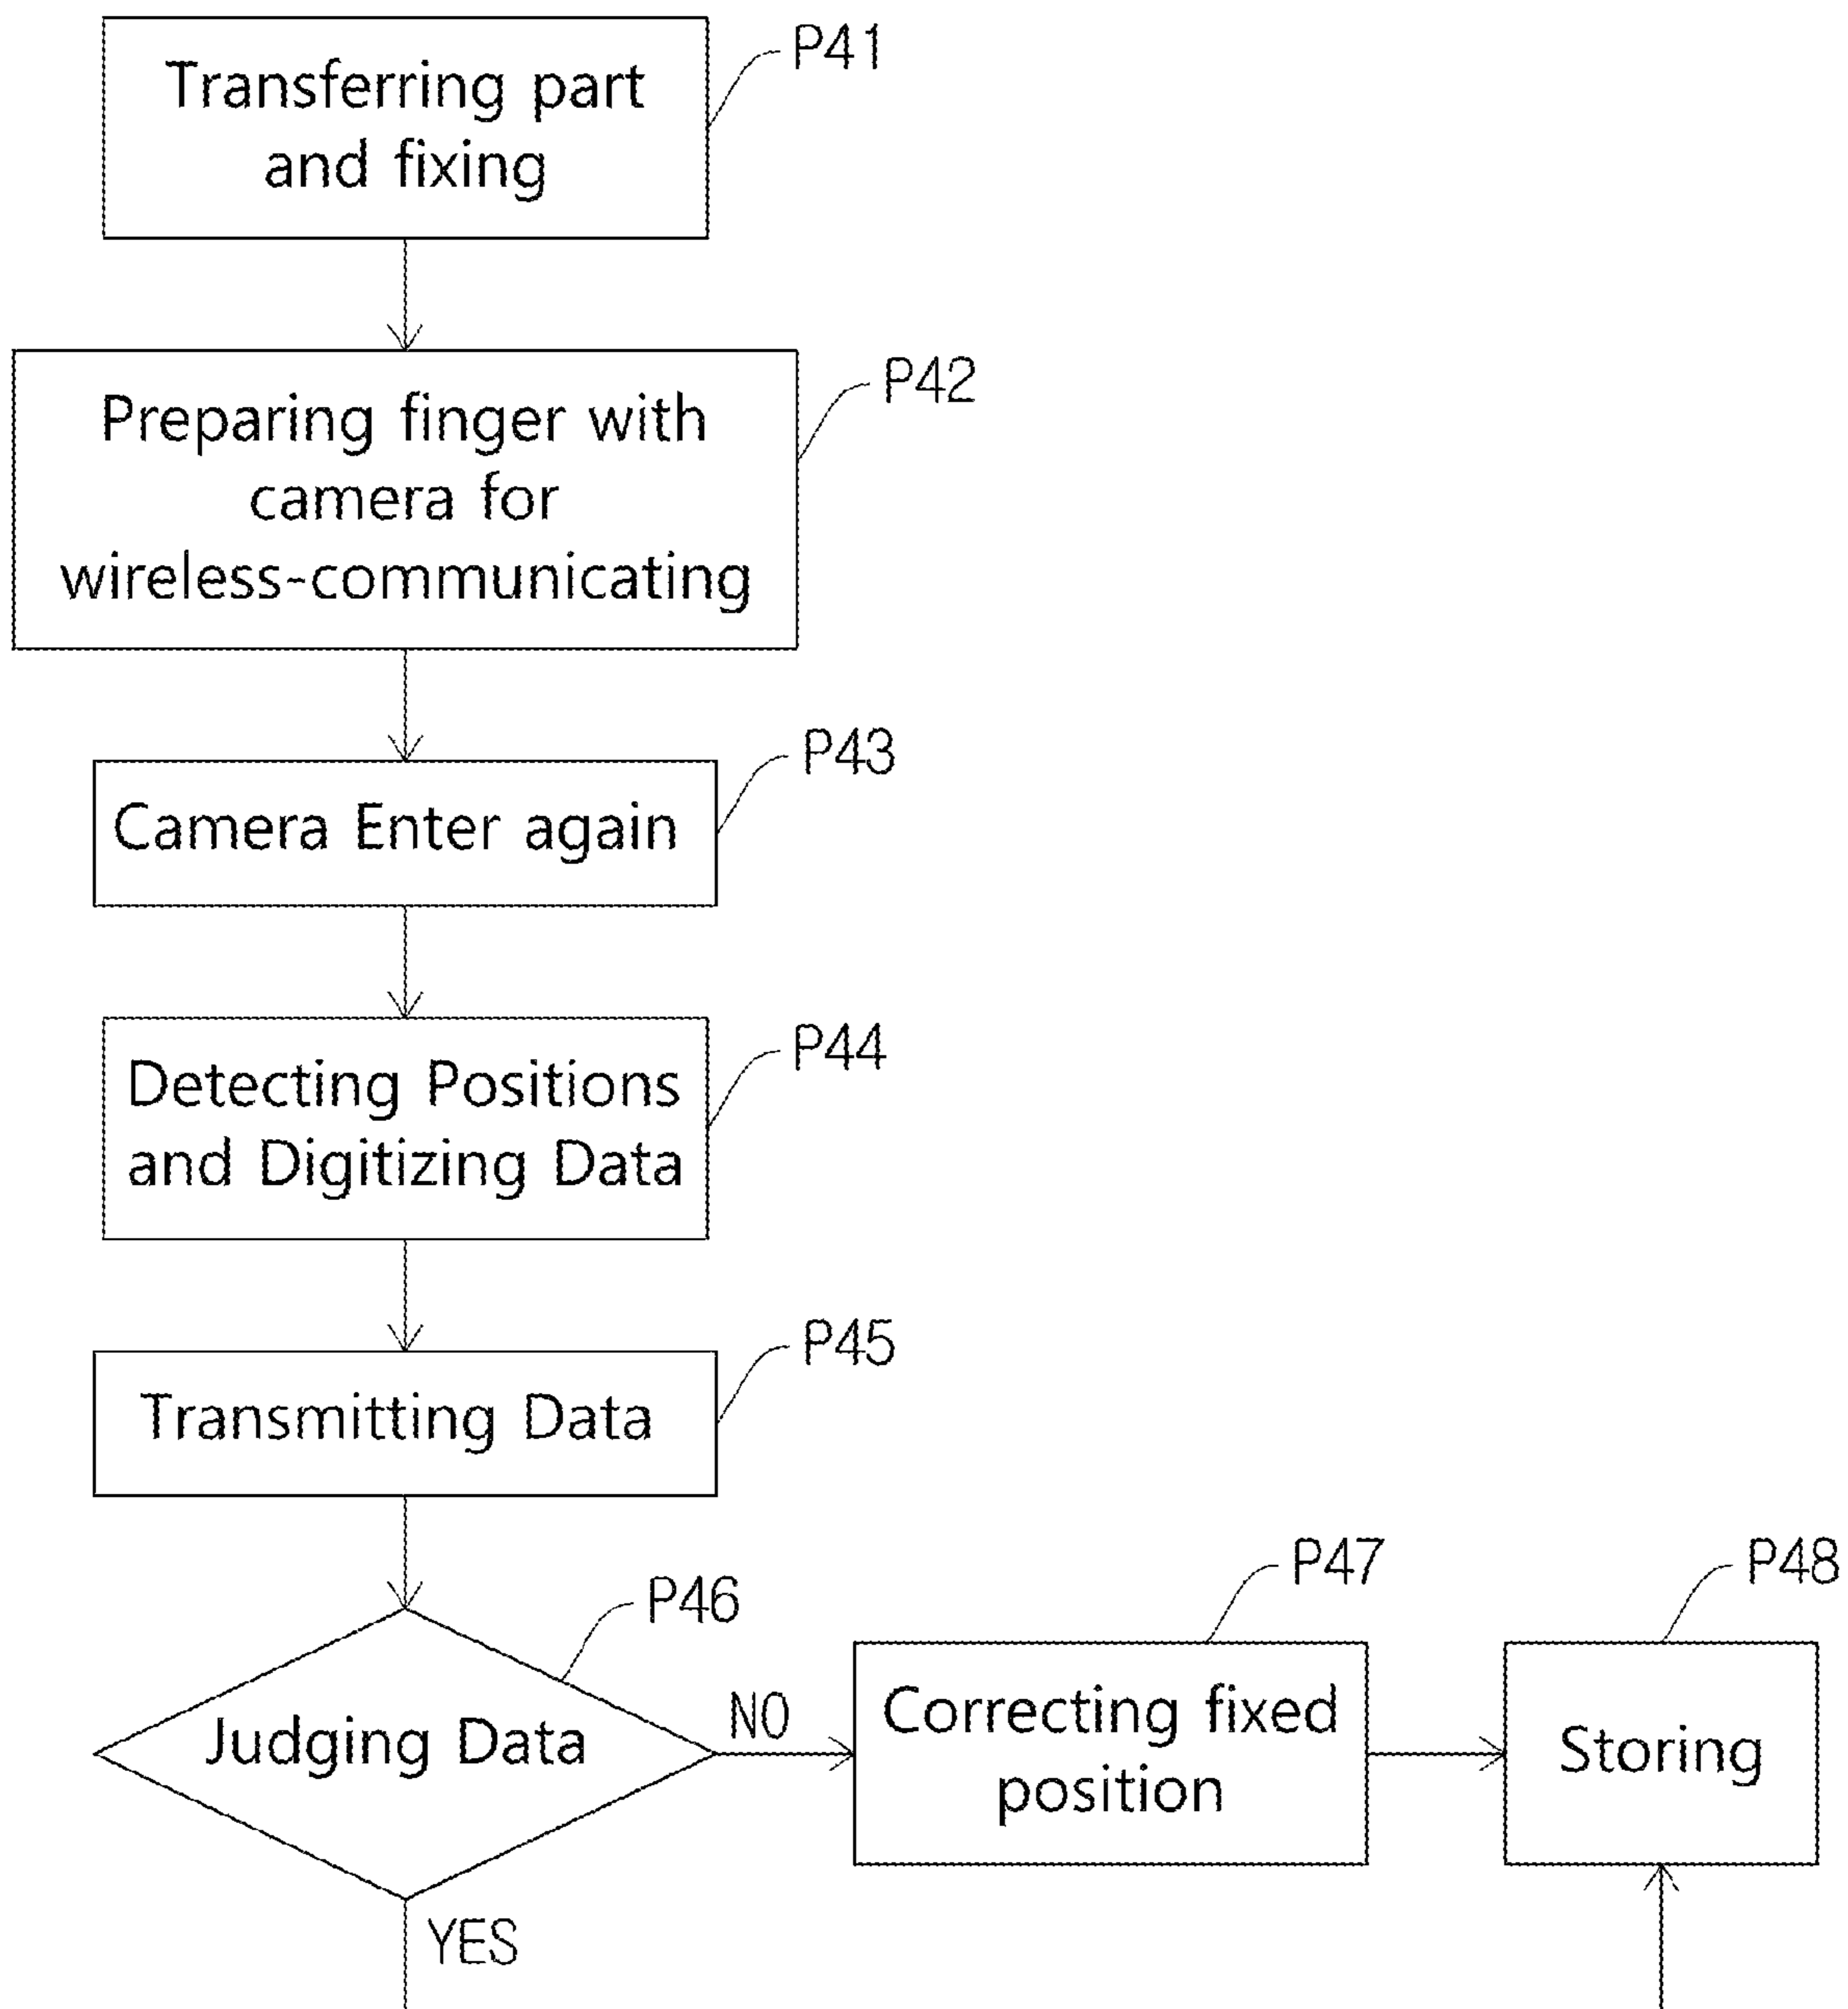 P41
Transferring part
and fixing
P42
Preparing finger with
camera for
wireless-communicating
P43
Camera Enter again
P44
Detecting Positions
and Digitizing Data
P45
Transmitting Data
P46
Judging Data
NO
P47
Correcting fixed
position
P48
Storing
YES